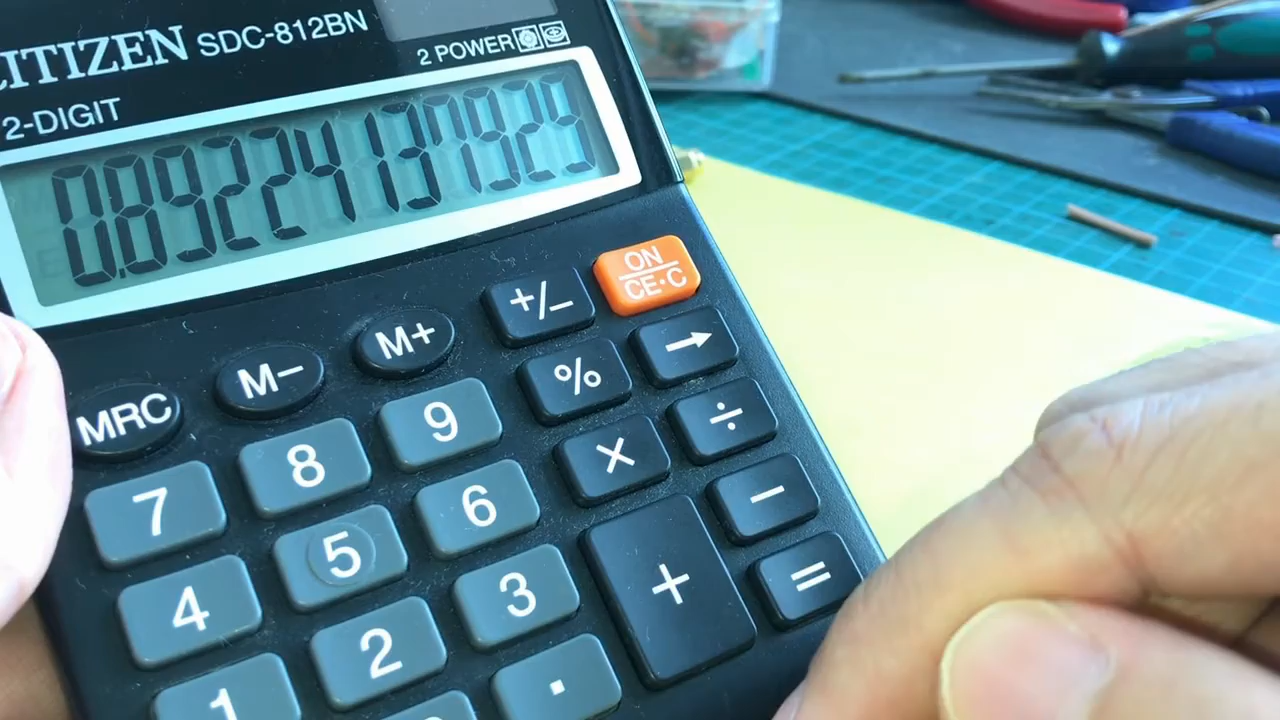 CITIZEN SDC-812BN
2 POWER
2-DIGIT
0.89224137925
ON
CE·C
+/−
M+
M−
MRC
→
%
9
8
7
÷
×
6
5
4
−
+
3
2
1
=
.